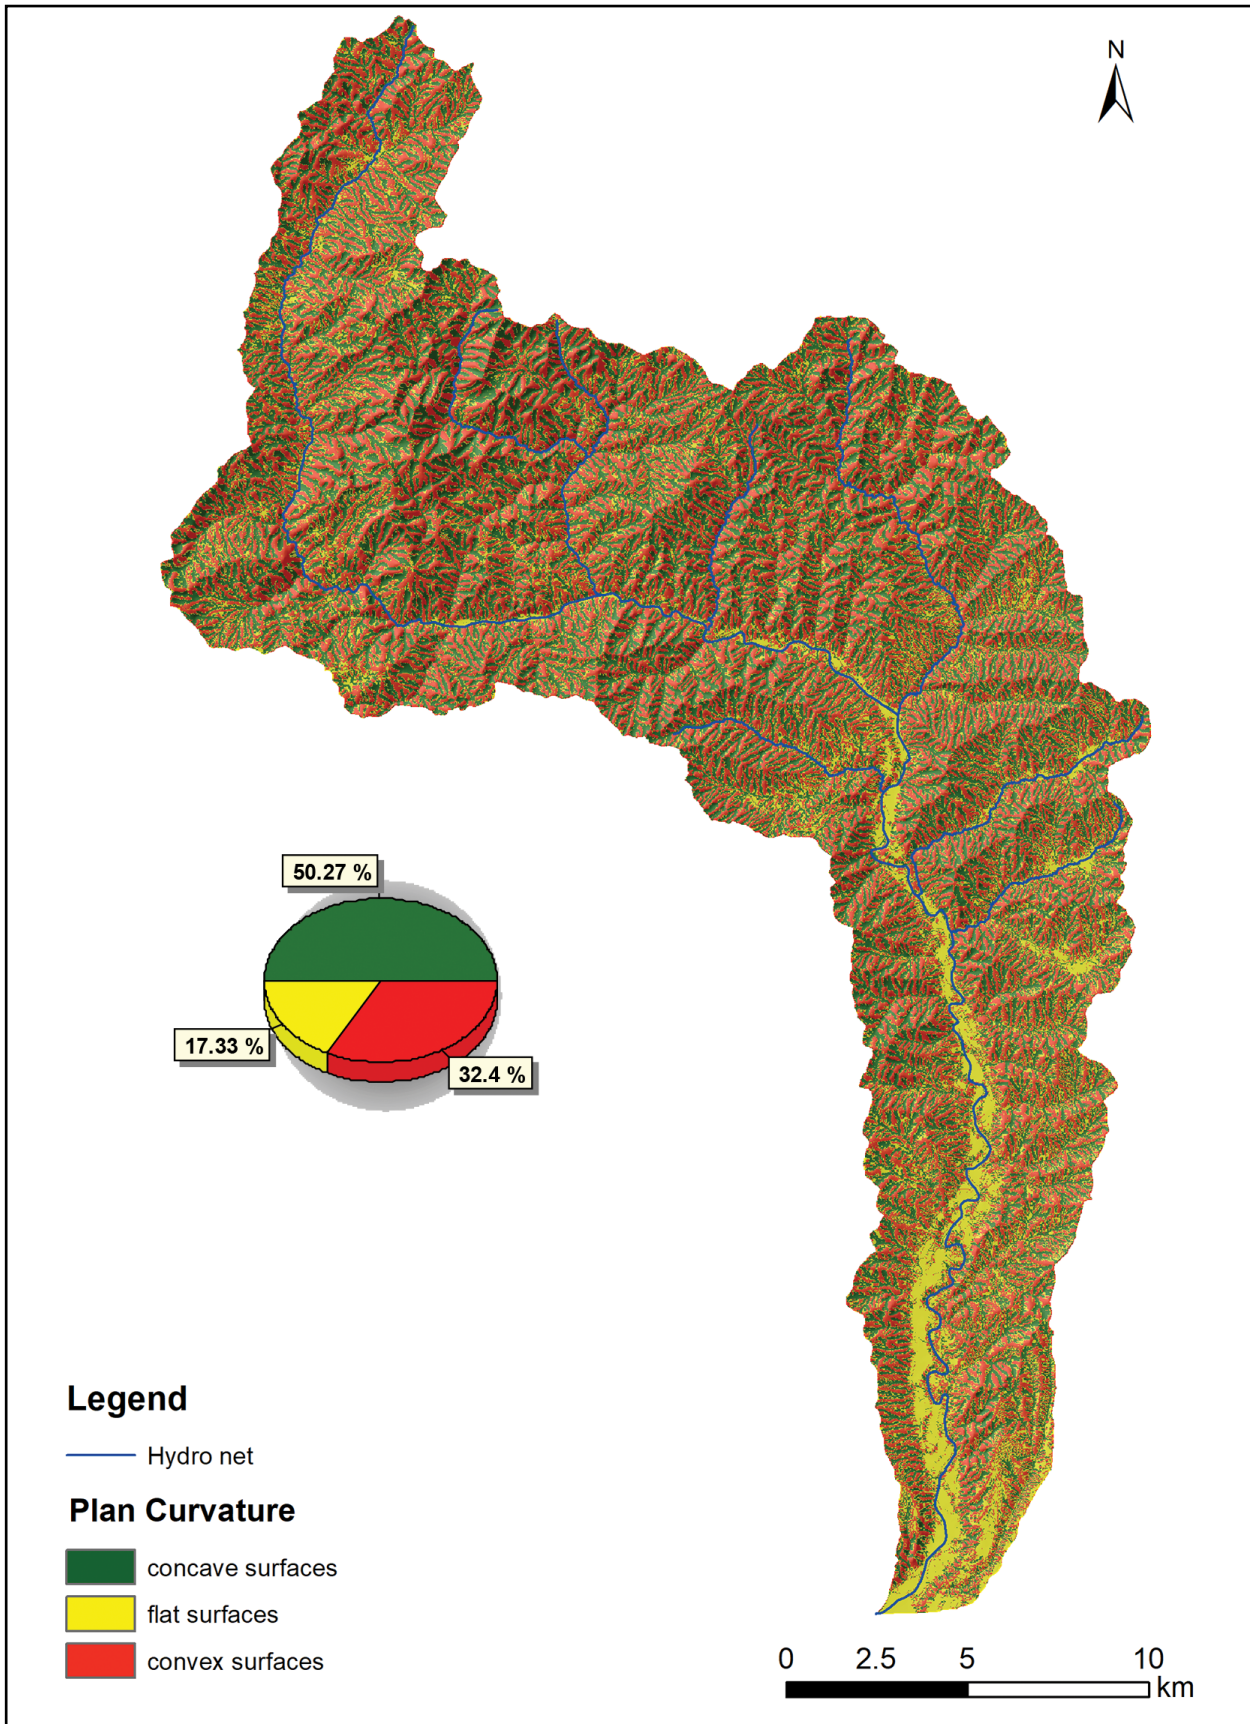 N
50.27 %
17.33 %
32.4 %
Legend
Hydro net
Plan Curvature
concave surfaces
flat surfaces
convex surfaces
0 2.5 5 10
km